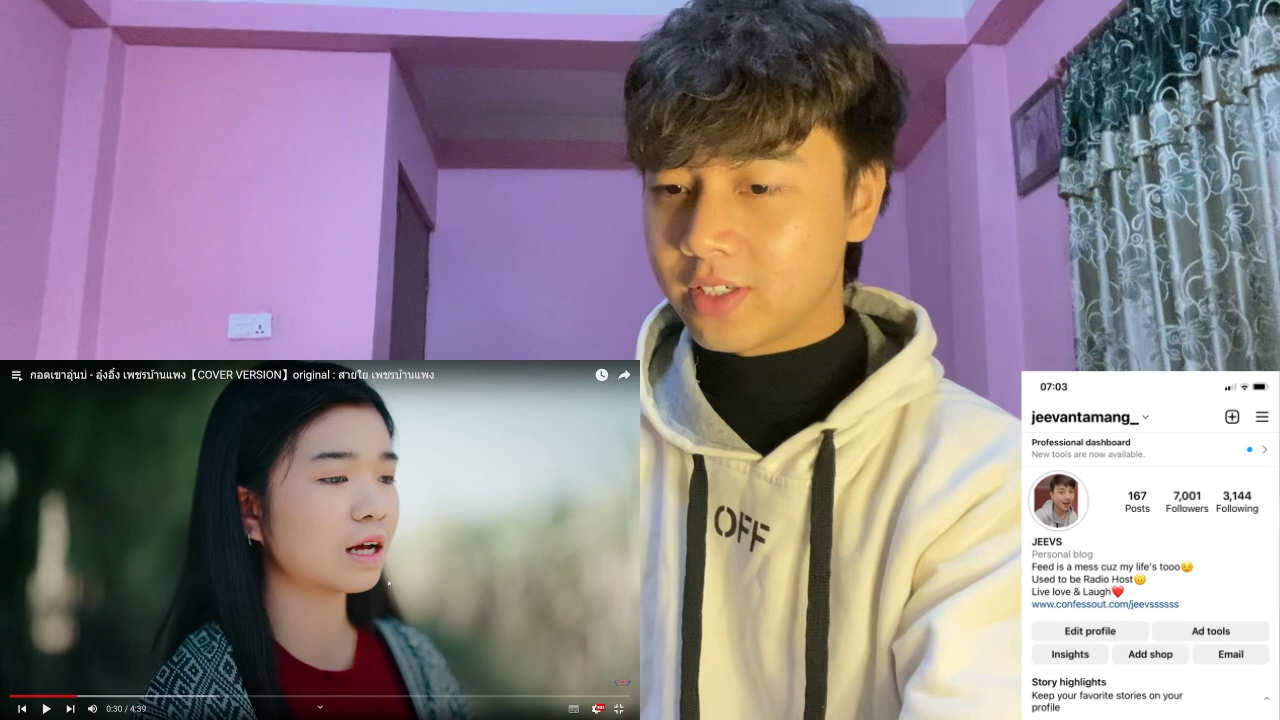 กอดเขาอุ่นบ่ - อุ๋งอิ๋ง เพชรบ้านแพง【COVER VERSION】original : สายใย เพชรบ้านแพง
0:30 / 4:39
OFF
07:03
jeevantamang_
Professional dashboard
New tools are now available.
167 7,001 3,144
Posts Followers Following
JEEVS
Personal blog
Feed is a mess cuz my life's tooo😔
Used to be Radio Host🙃
Live love & Laugh❤️
www.confessout.com/jeevssssss
Edit profile Ad tools
Insights Add shop Email
Story highlights
Keep your favorite stories on your
profile